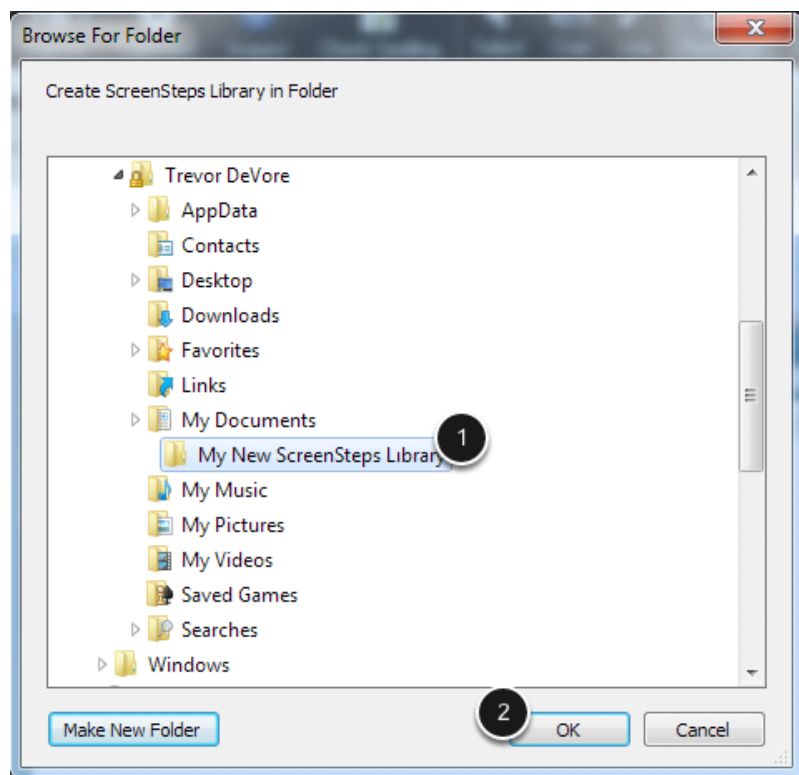 Browse For Folder
Create ScreenSteps Library in Folder
Trevor DeVore
AppData
Contacts
Desktop
Downloads
Favorites
Links
My Documents
1
My New ScreenSteps Library
My Music
My Pictures
My Videos
Saved Games
Searches
Windows
2
Make New Folder
OK
Cancel